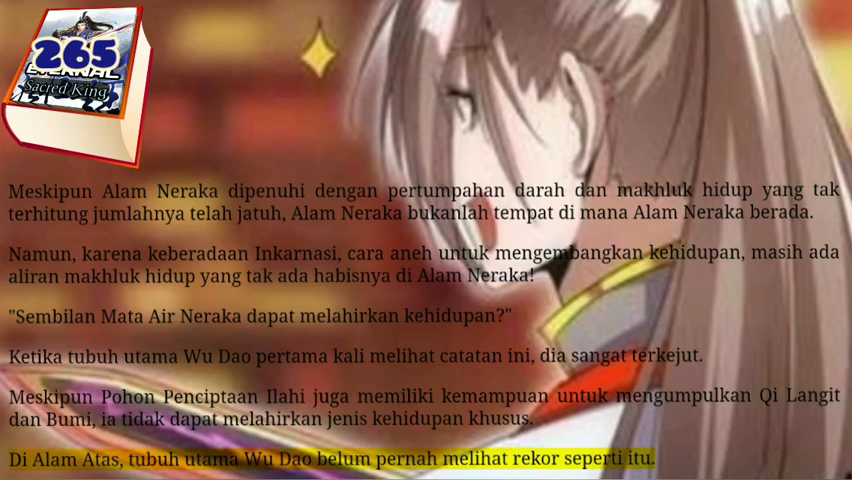 265
ETERNAL
Sacred King
Meskipun Alam Neraka dipenuhi dengan pertumpahan darah dan makhluk hidup yang tak
terhitung jumlahnya telah jatuh, Alam Neraka bukanlah tempat di mana Alam Neraka berada.
Namun, karena keberadaan Inkarnasi, cara aneh untuk mengembangkan kehidupan, masih ada
aliran makhluk hidup yang tak ada habisnya di Alam Neraka!
"Sembilan Mata Air Neraka dapat melahirkan kehidupan?"
Ketika tubuh utama Wu Dao pertama kali melihat catatan ini, dia sangat terkejut.
Meskipun Pohon Penciptaan Ilahi juga memiliki kemampuan untuk mengumpulkan Qi Langit
dan Bumi, ia tidak dapat melahirkan jenis kehidupan khusus.
Di Alam Atas, tubuh utama Wu Dao belum pernah melihat rekor seperti itu.